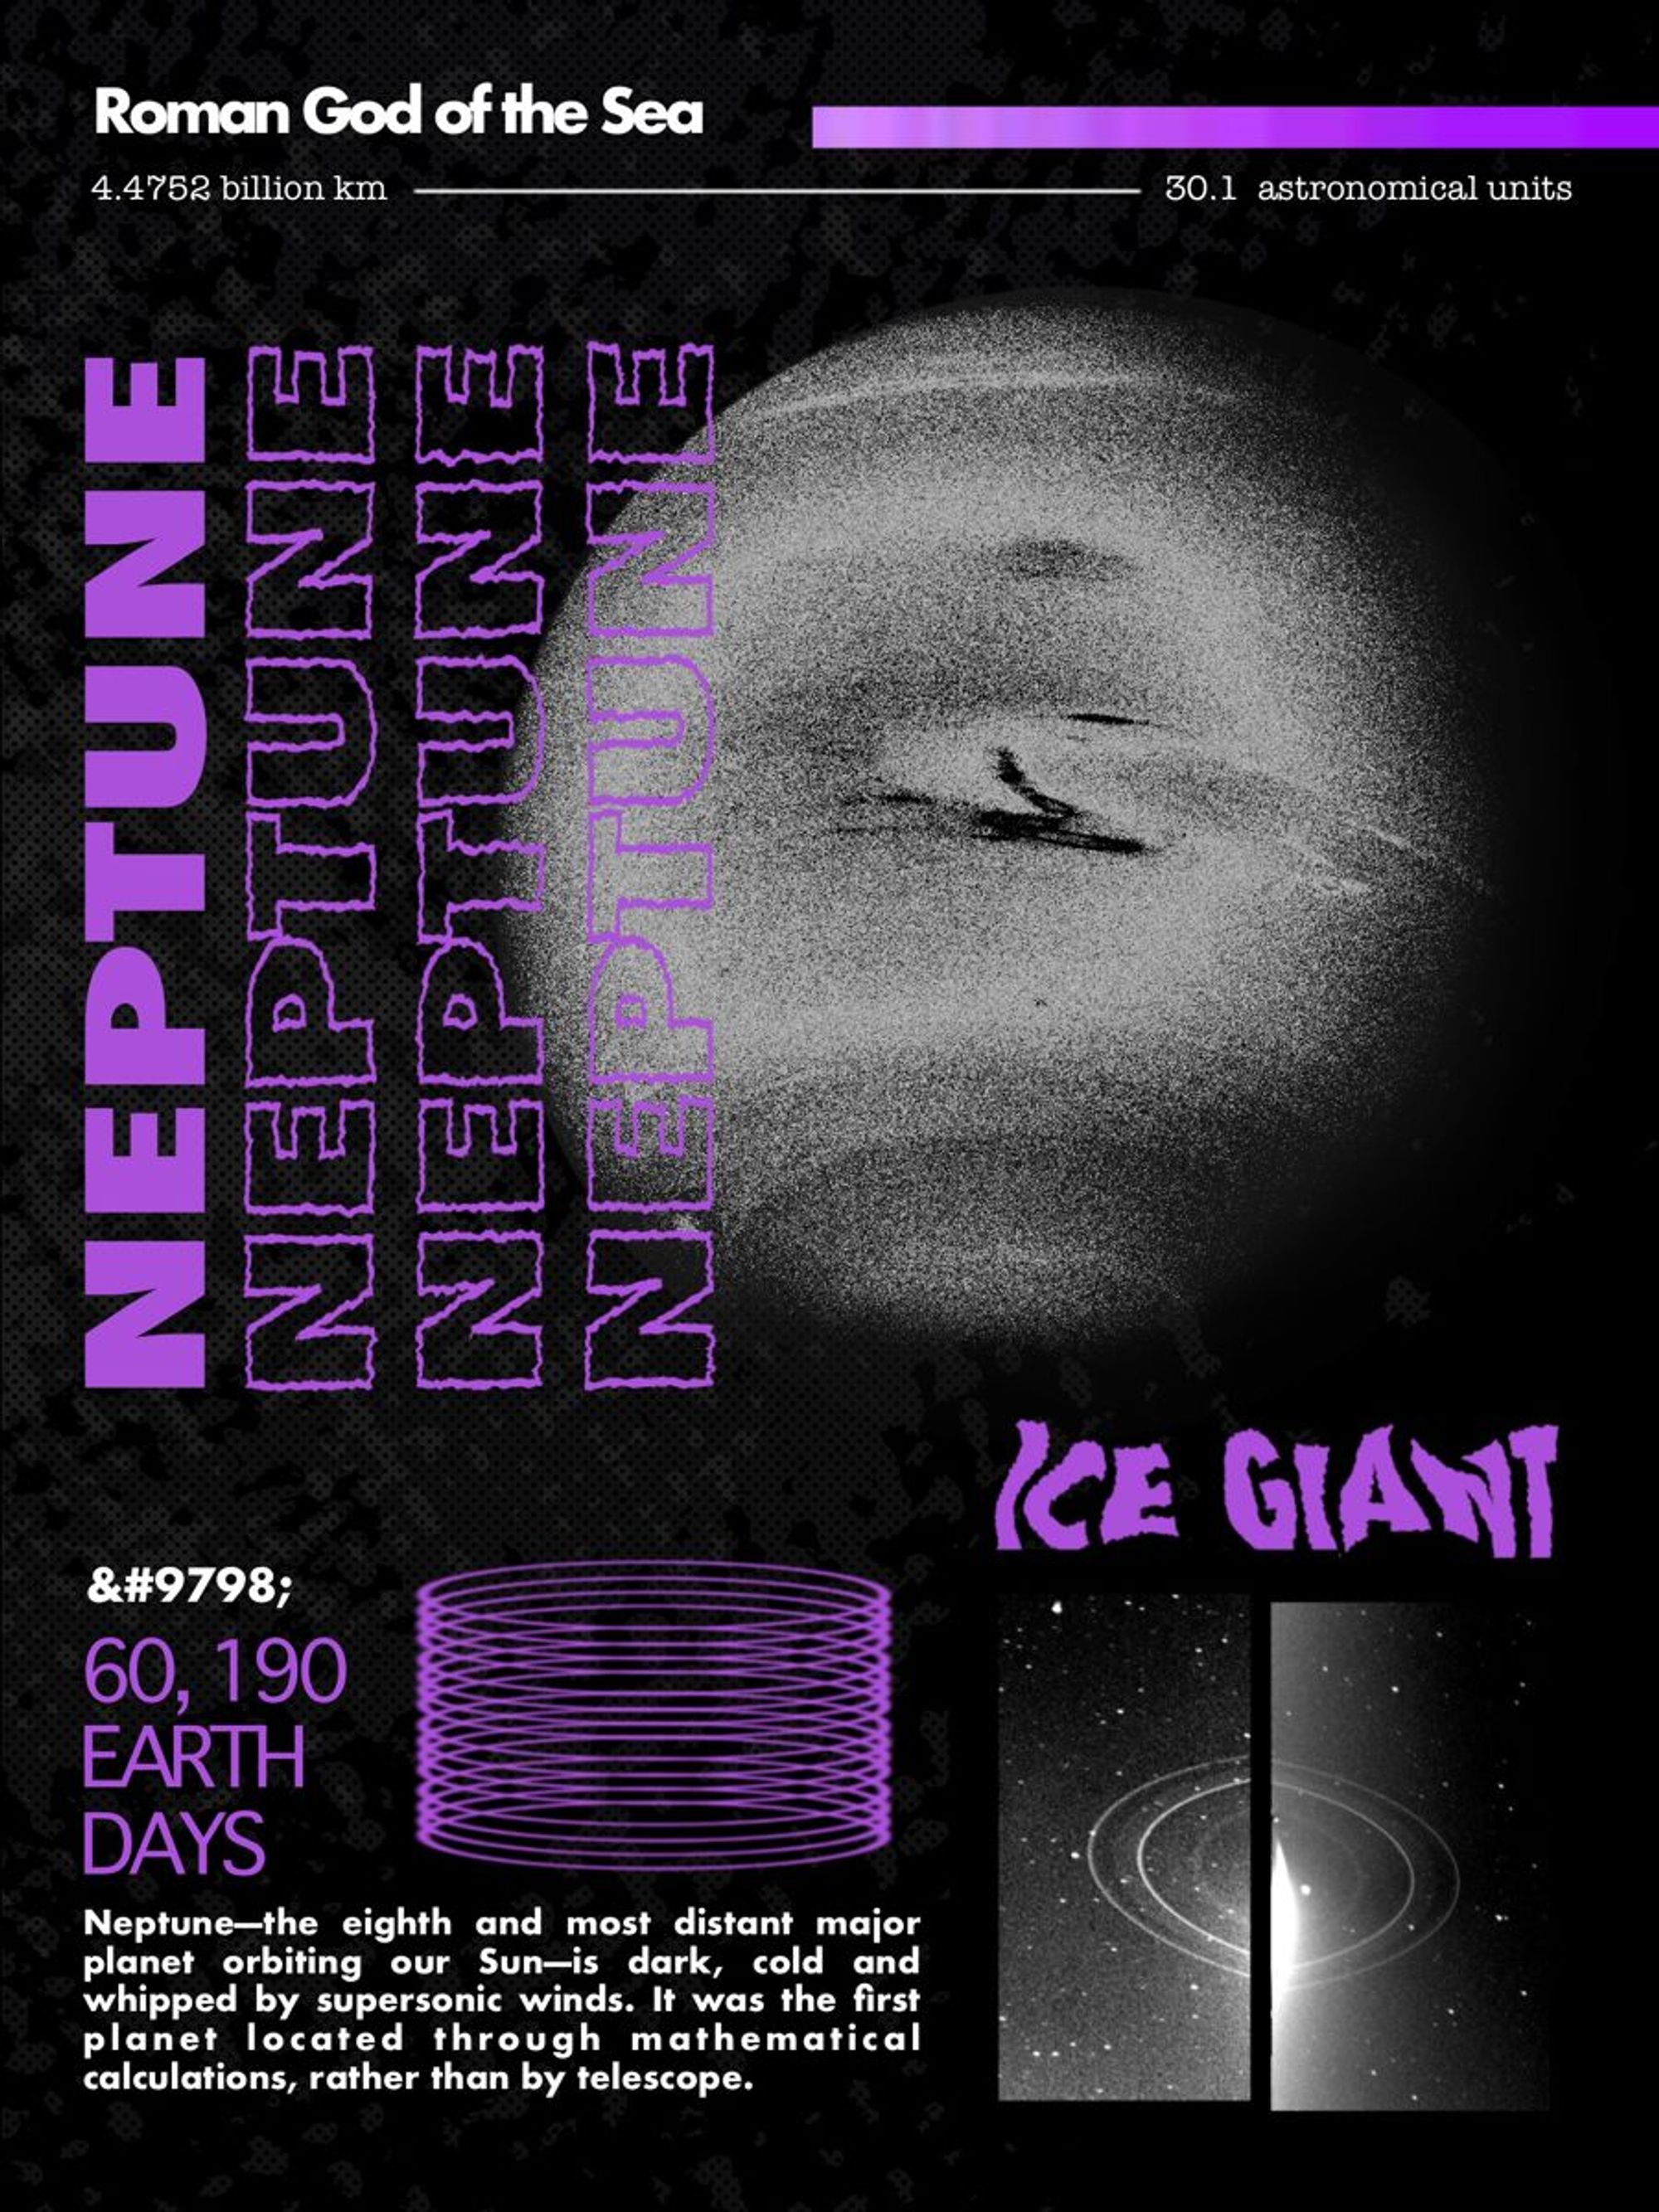 Roman God of the Sea
4.4752 billion km
30.1 astronomical units
NEPTUNE
NEPTUNE
NEPTUNE
NEPTUNE
ICE GIANT
&#9798;
60,190
EARTH
DAYS
Neptune—the eighth and most distant major
planet orbiting our Sun—is dark, cold and
whipped by supersonic winds. It was the first
planet located through mathematical
calculations, rather than by telescope.